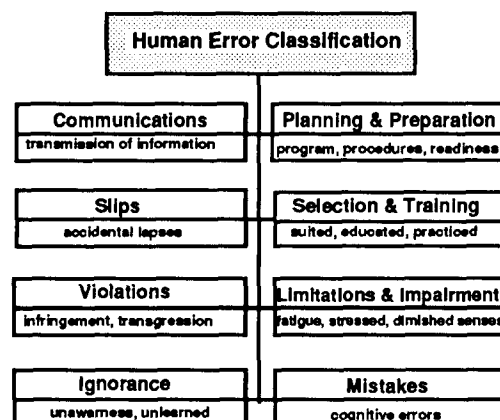 Human Error Classification
Communications
transmission of information
Planning & Preparation
program, procedures, readiness
Slips
accidental lapses
Selection & Training
suited, educated, practiced
Violations
infringement, transgression
Limitations & Impairment
fatigue, stressed, dimished senses
Ignorance
unawarness, unlearned
Mistakes
cognitive errors